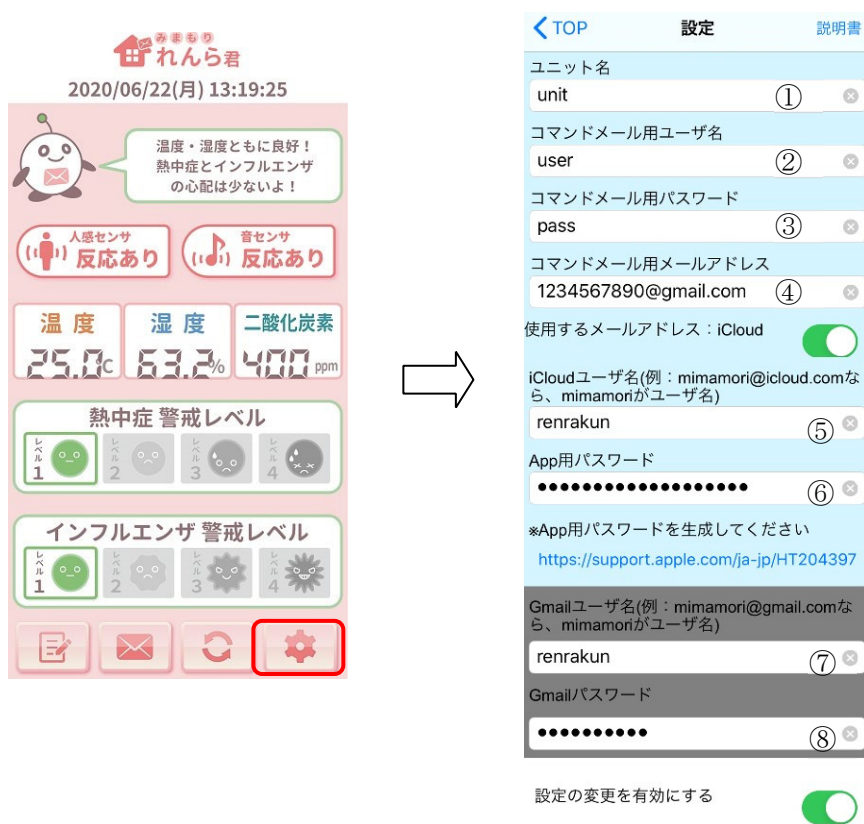 みまもり
れんら君
2020/06/22(月) 13:19:25
温度・湿度ともに良好！
熱中症とインフルエンザ
の心配は少ないよ！
人感センサ
反応あり
音センサ
反応あり
温度
湿度
二酸化炭素
25.0℃
63.2%
400 ppm
熱中症 警戒レベル
レベル
1
レベル
2
レベル
3
レベル
4
インフルエンザ 警戒レベル
レベル
1
レベル
2
レベル
3
レベル
4
TOP
設定
説明書
ユニット名
unit ①
コマンドメール用ユーザ名
user ②
コマンドメール用パスワード
pass ③
コマンドメール用メールアドレス
1234567890@gmail.com ④
使用するメールアドレス：iCloud
iCloudユーザ名(例：mimamori@icloud.comな
ら、mimamoriがユーザ名)
renrakun ⑤
App用パスワード
●●●●●●●●●●●●●●●●●●● ⑥
※App用パスワードを生成してください
https://support.apple.com/ja-jp/HT204397
Gmailユーザ名(例：mimamori@gmail.comな
ら、mimamoriがユーザ名)
renrakun ⑦
Gmailパスワード
●●●●●●●●●● ⑧
設定の変更を有効にする